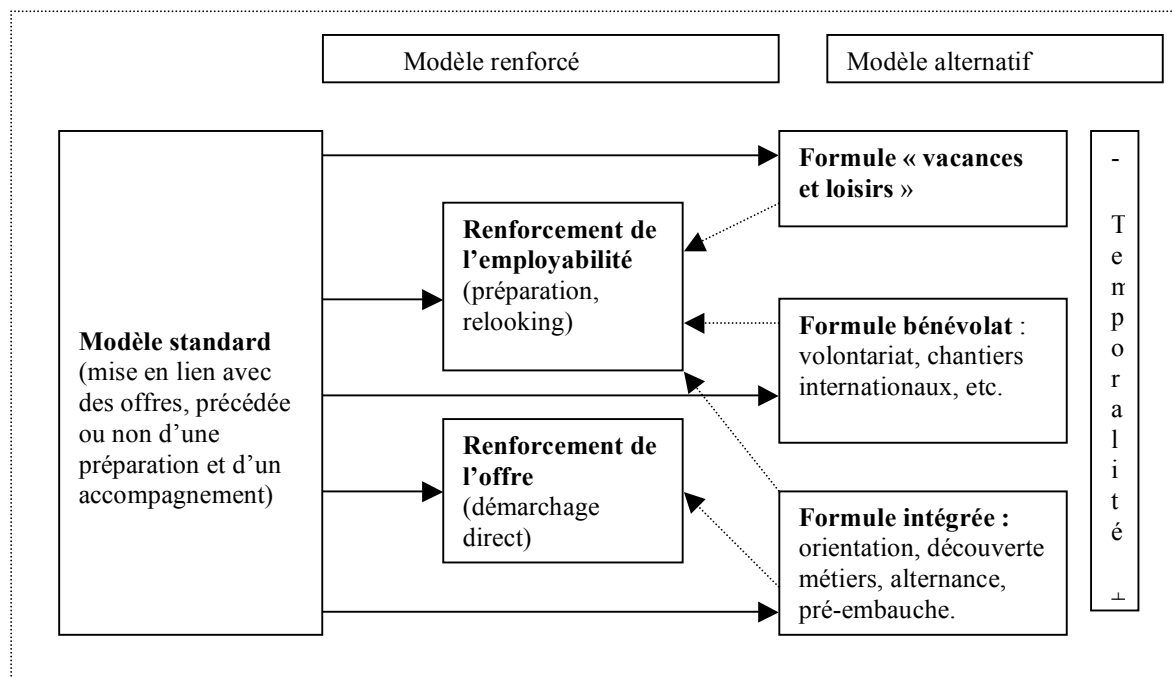 Modèle renforcé
Modèle alternatif
Modèle standard
(mise en lien avec
des offres, précédée
ou non d’une
préparation et d’un
accompagnement)
Renforcement de
l’employabilité
(préparation,
relooking)
Renforcement de
l’offre
(démarchage
direct)
Formule « vacances
et loisirs »
Formule bénévolat :
volontariat, chantiers
internationaux, etc.
Formule intégrée :
orientation, découverte
métiers, alternance,
pré-embauche.
-
T
e
m
p
o
r
a
l
i
t
é
+